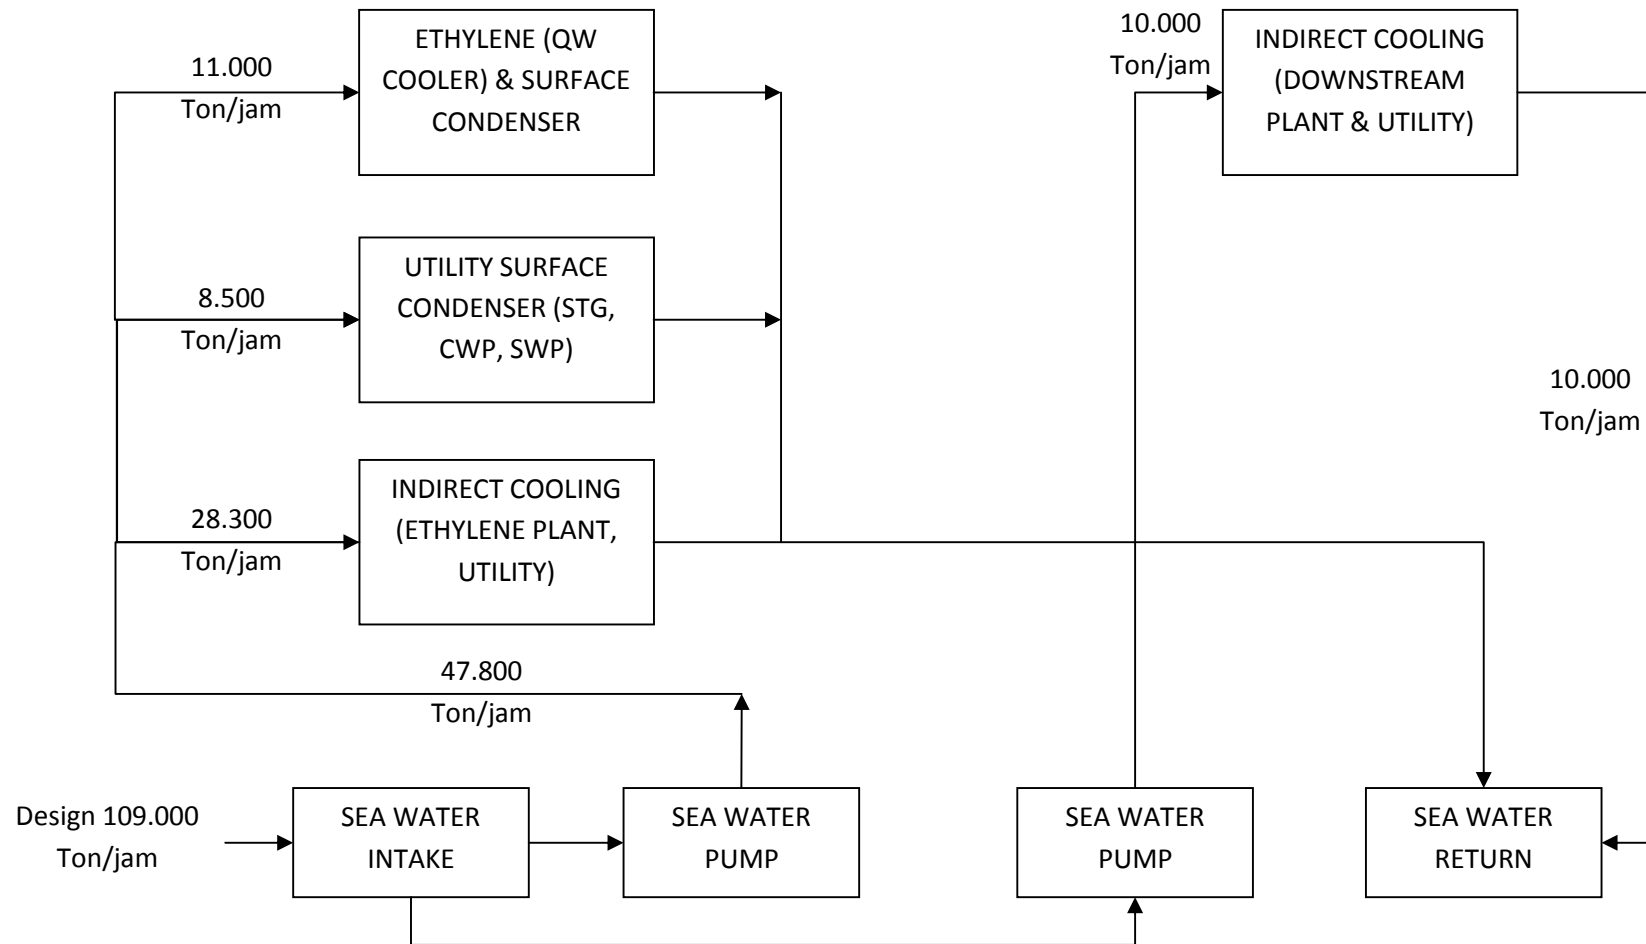 11.000
Ton/jam
ETHYLENE (QW
COOLER) & SURFACE
CONDENSER
10.000
Ton/jam
INDIRECT COOLING
(DOWNSTREAM
PLANT & UTILITY)
8.500
Ton/jam
UTILITY SURFACE
CONDENSER (STG,
CWP, SWP)
10.000
Ton/jam
28.300
Ton/jam
INDIRECT COOLING
(ETHYLENE PLANT,
UTILITY)
47.800
Ton/jam
Design 109.000
Ton/jam
SEA WATER
INTAKE
SEA WATER
PUMP
SEA WATER
PUMP
SEA WATER
RETURN